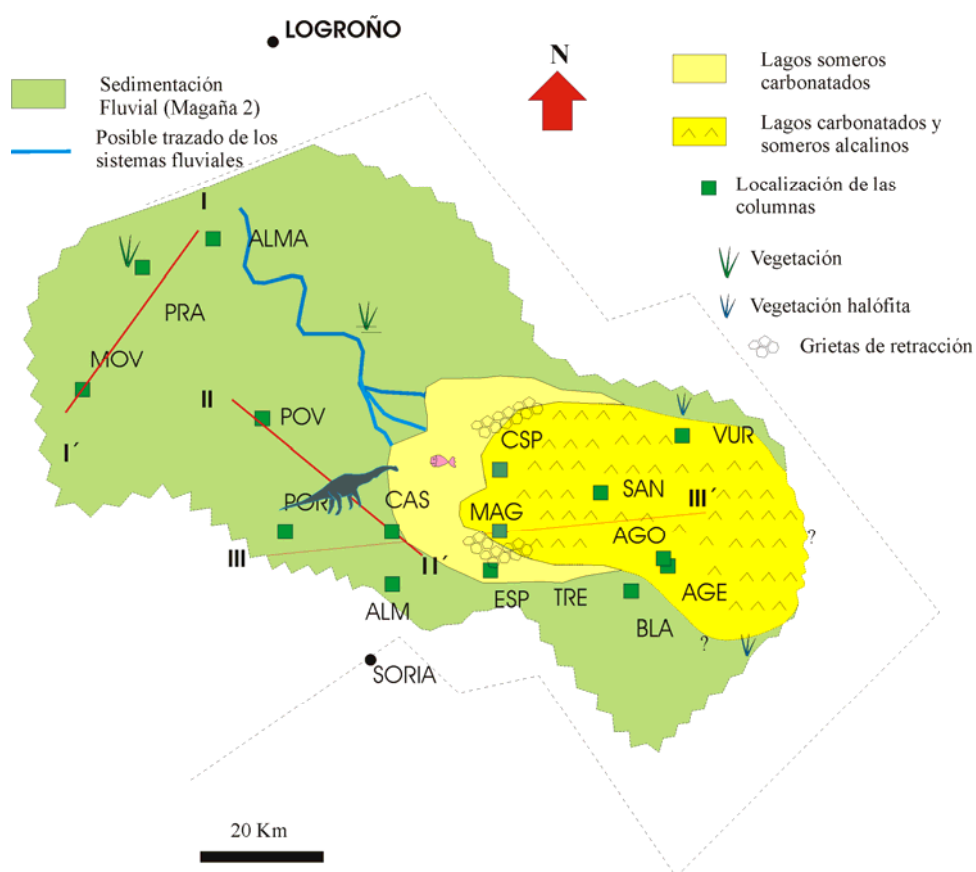 LOGROÑO
N
Sedimentación
Fluvial (Magaña 2)
Posible trazado de los
sistemas fluviales
Lagos someros
carbonatados
Lagos carbonatados y
someros alcalinos
Localización de las
columnas
Vegetación
Vegetación halófita
Grietas de retracción
I
ALMA
PRA
MOV
I´
II
POV
CSP
VUR
SAN
III´
POR
CAS
MAG
AGO
?
III
II´
ALM
ESP
TRE
AGE
BLA
?
SORIA
20 Km